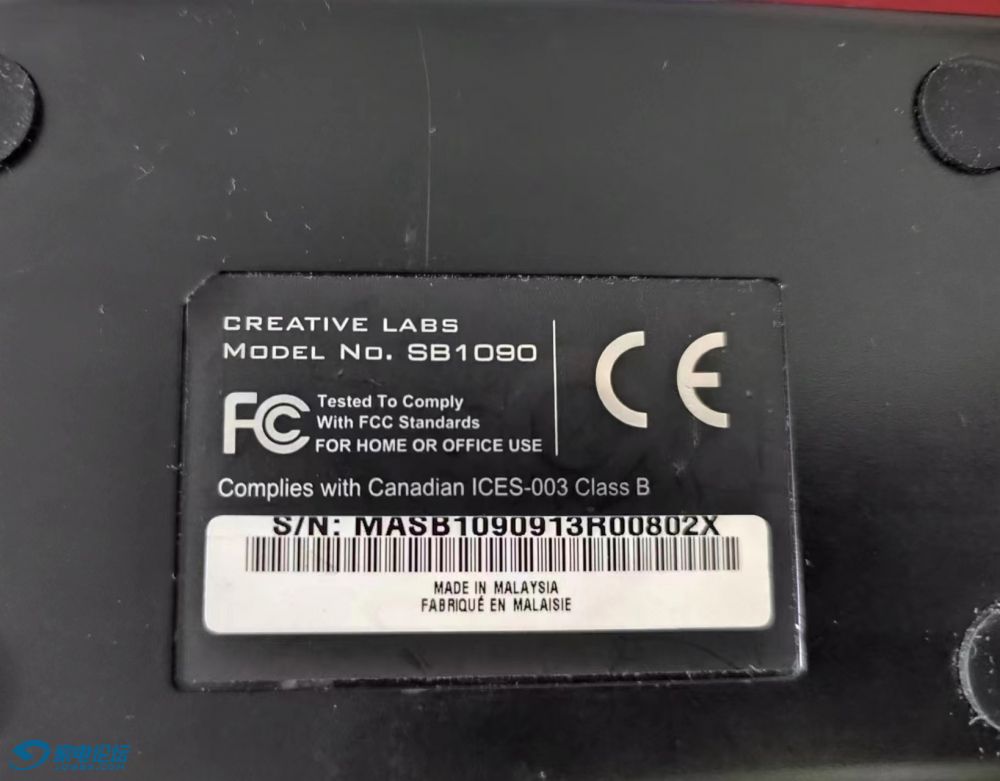 CREATIVE LABS
MODEL NO. SB1090
FC Tested To Comply
With FCC Standards
FOR HOME OR OFFICE USE
CE
Complies with Canadian ICES-003 Class B
S/N: MASB1090913R00802X
MADE IN MALAYSIA
FABRIQUÉ EN MALAISIE